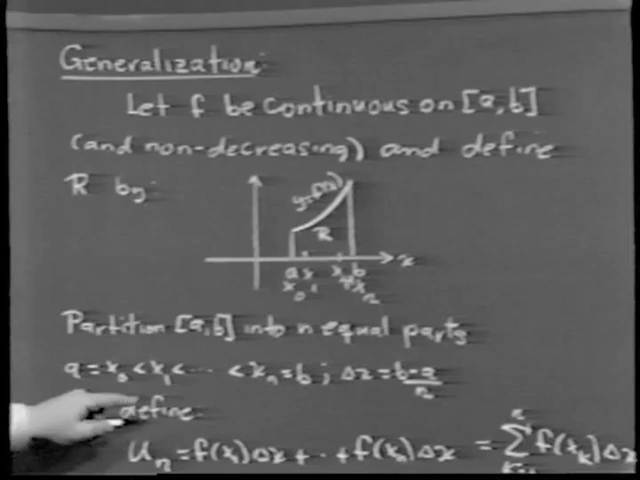 Generalization:
Let f be continuous on [a,b]
(and non-decreasing) and define
R by:
y=f(x)
R
x
a x₁ b
x₀ xₙ
Partition [a,b] into n equal parts
a=x₀<x₁<⋯<xₙ=b; Δx=b-a/n
define
Uₙ=f(x₁)Δx+⋯+f(xₙ)Δx = ∑ₖ₌₁ⁿ f(xₖ)Δx